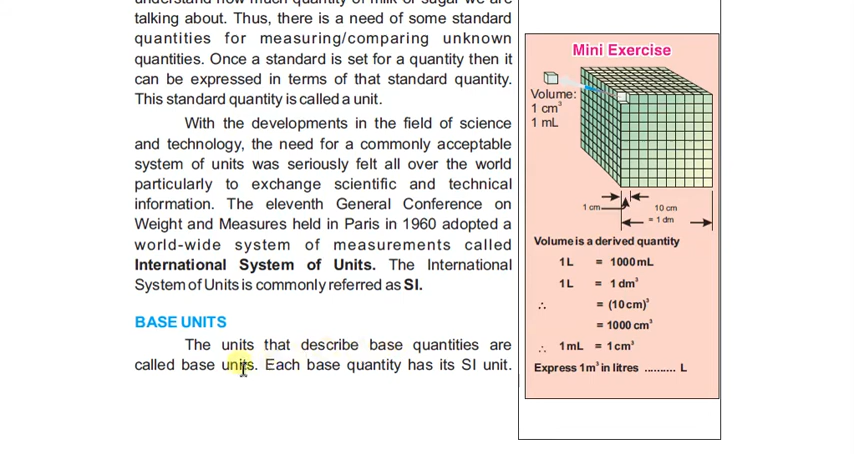 understand how much quantity of milk or sugar we are
talking about. Thus, there is a need of some standard
quantities for measuring/comparing unknown
quantities. Once a standard is set for a quantity then it
can be expressed in terms of that standard quantity.
This standard quantity is called a unit.
With the developments in the field of science
and technology, the need for a commonly acceptable
system of units was seriously felt all over the world
particularly to exchange scientific and technical
information. The eleventh General Conference on
Weight and Measures held in Paris in 1960 adopted a
world-wide system of measurements called
International System of Units. The International
System of Units is commonly referred as SI.
BASE UNITS
The units that describe base quantities are
called base units. Each base quantity has its SI unit.
Mini Exercise
Volume:
1 cm³
1 mL
1 cm
10 cm
= 1 dm
Volume is a derived quantity
1L = 1000 mL
1L = 1 dm³
∴ = (10 cm)³
= 1000 cm³
∴ 1 mL = 1 cm³
Express 1m³ in litres .......... L